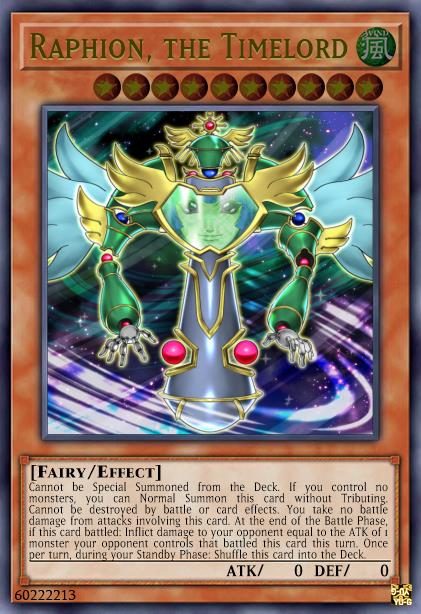 RAPHION, THE TIMELORD
WIND
風
[FAIRY/EFFECT]
Cannot be Special Summoned from the Deck. If you control no
monsters, you can Normal Summon this card without Tributing.
Cannot be destroyed by battle or card effects. You take no battle
damage from attacks involving this card. At the end of the Battle Phase,
if this card battled: Inflict damage to your opponent equal to the ATK of 1
monster your opponent controls that battled this card this turn. Once
per turn, during your Standby Phase: Shuffle this card into the Deck.
ATK/ 0 DEF/ 0
60222213